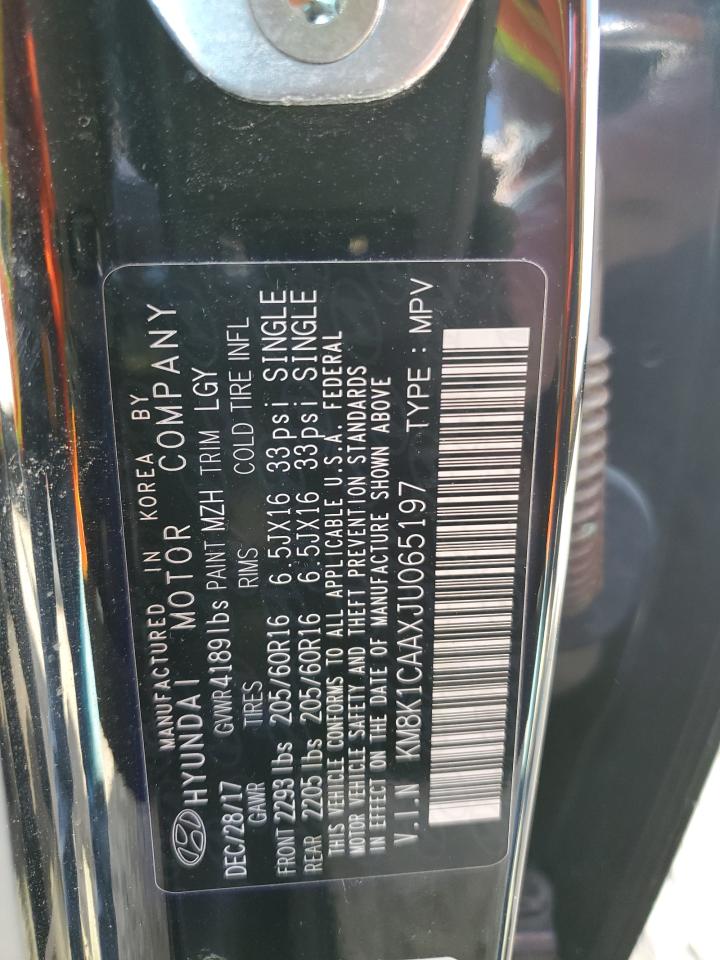 MANUFACTURED IN KOREA BY
HYUNDAI MOTOR COMPANY
DEC/28/17 GVWR 4189 lbs PAINT MZH TRIM LGY
GAWR TIRES RIMS COLD TIRE INFL
FRONT 2293 lbs 205/60R16 6.5JX16 33psi SINGLE
REAR 2205 lbs 205/60R16 6.5JX16 33psi SINGLE
THIS VEHICLE CONFORMS TO ALL APPLICABLE U.S.A. FEDERAL
MOTOR VEHICLE SAFETY AND THEFT PREVENTION STANDARDS
IN EFFECT ON THE DATE OF MANUFACTURE SHOWN ABOVE
V.I.N KM8K1CAAXJU065197 TYPE : MPV